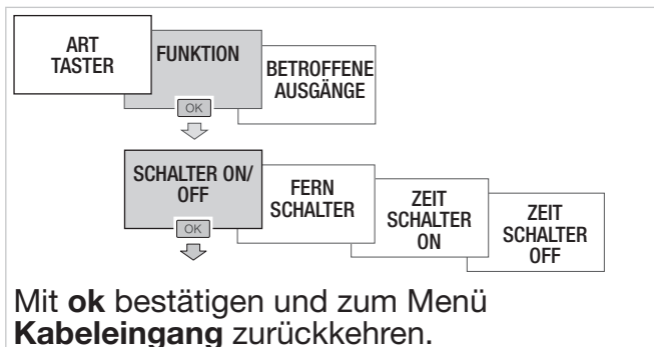 ART
TASTER
FUNKTION
BETROFFENE
AUSGÄNGE
OK
SCHALTER ON/
OFF
FERN
SCHALTER
ZEIT
SCHALTER
ON
ZEIT
SCHALTER
OFF
OK
Mit ok bestätigen und zum Menü
Kabeleingang zurückkehren.